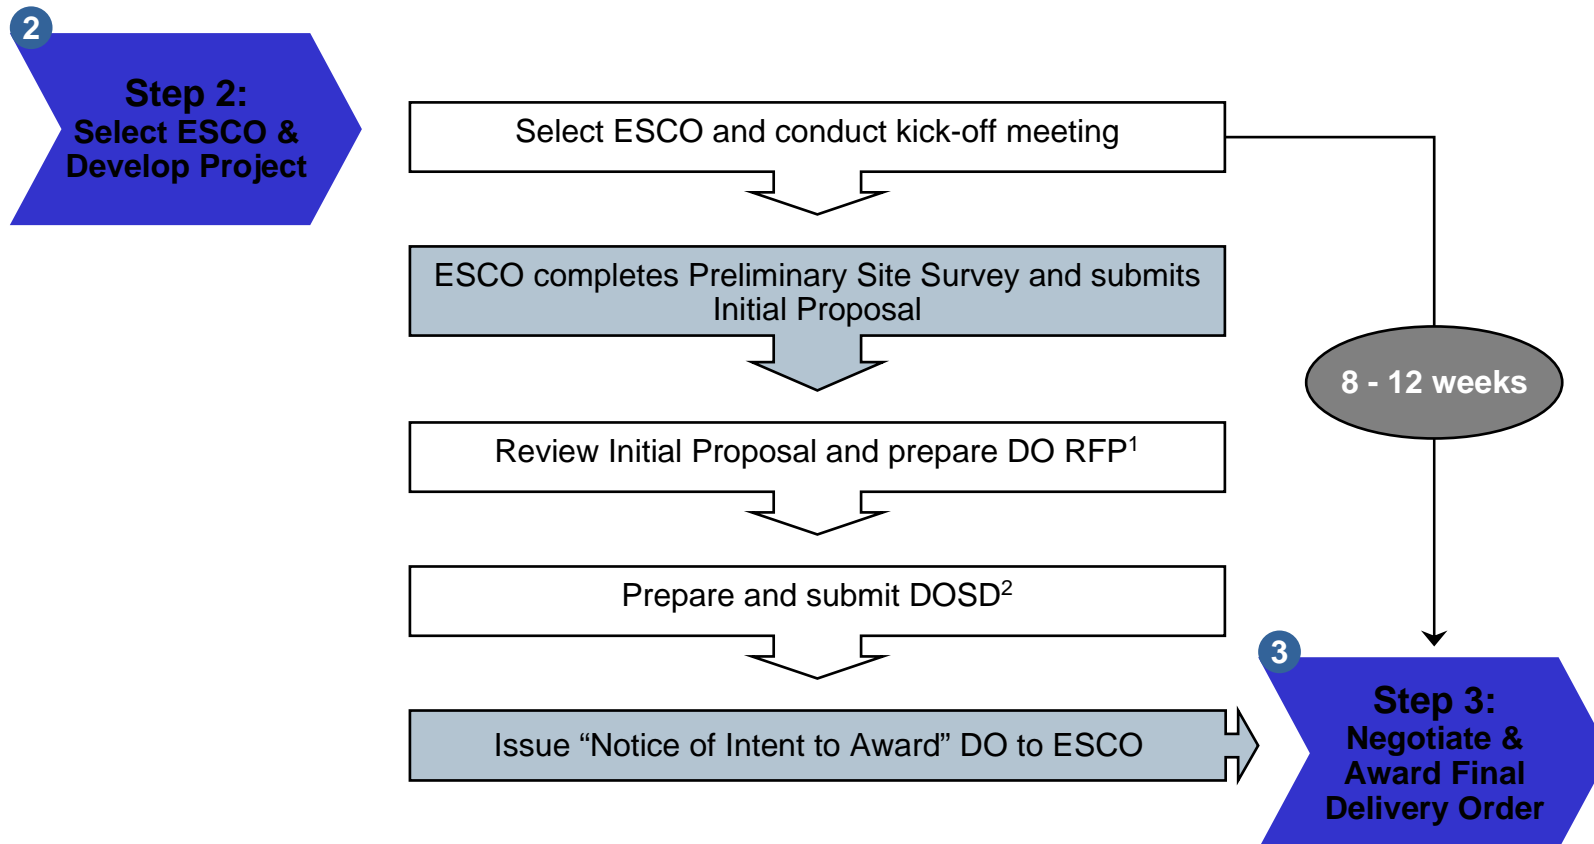 2
Step 2:
Select ESCO &
Develop Project
Select ESCO and conduct kick-off meeting
ESCO completes Preliminary Site Survey and submits
Initial Proposal
8 - 12 weeks
Review Initial Proposal and prepare DO RFP¹
Prepare and submit DOSD²
Issue “Notice of Intent to Award” DO to ESCO
3
Step 3:
Negotiate &
Award Final
Delivery Order